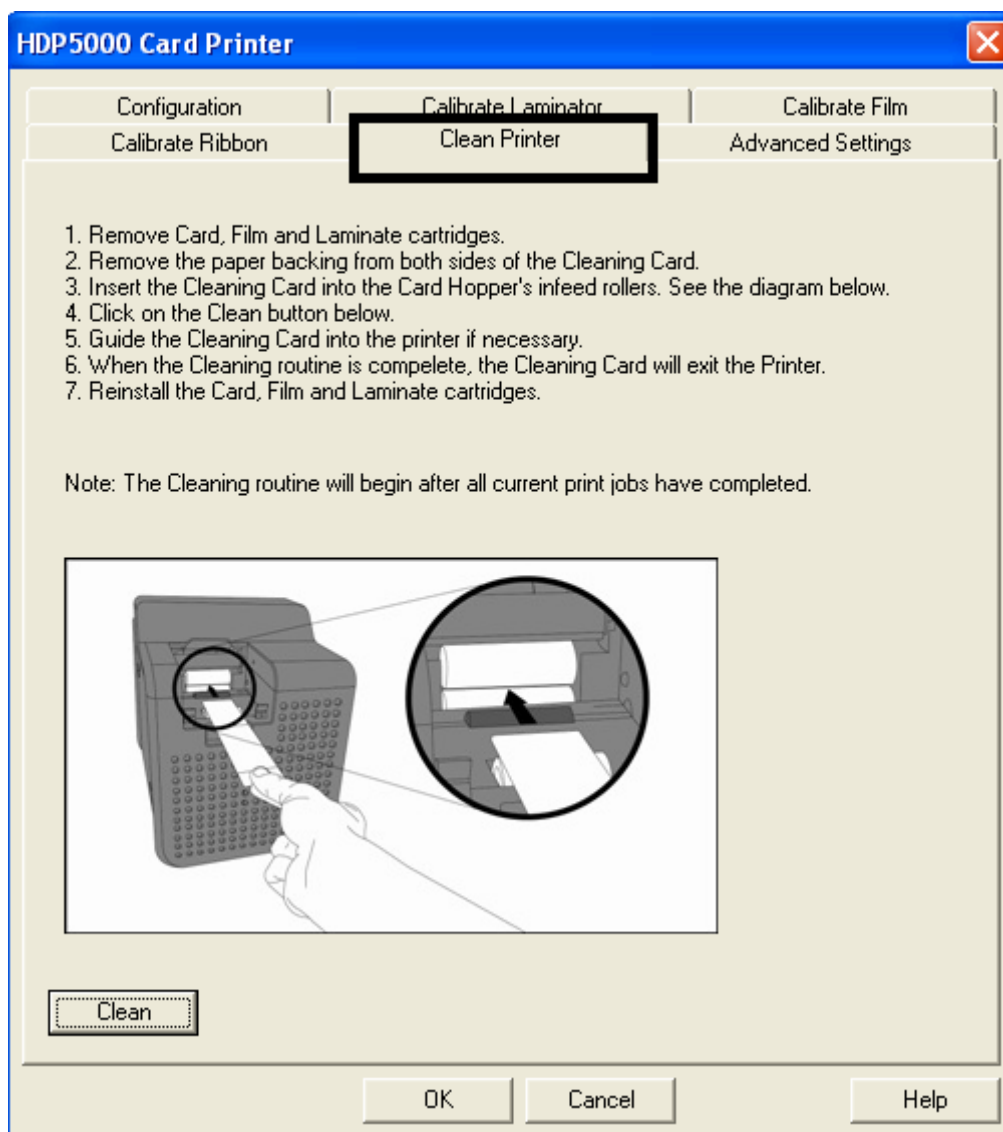 HDP5000 Card Printer
Configuration
Calibrate Laminator
Calibrate Film
Calibrate Ribbon
Clean Printer
Advanced Settings
1. Remove Card, Film and Laminate cartridges.
2. Remove the paper backing from both sides of the Cleaning Card.
3. Insert the Cleaning Card into the Card Hopper's infeed rollers. See the diagram below.
4. Click on the Clean button below.
5. Guide the Cleaning Card into the printer if necessary.
6. When the Cleaning routine is compelete, the Cleaning Card will exit the Printer.
7. Reinstall the Card, Film and Laminate cartridges.
Note: The Cleaning routine will begin after all current print jobs have completed.
Clean
OK
Cancel
Help